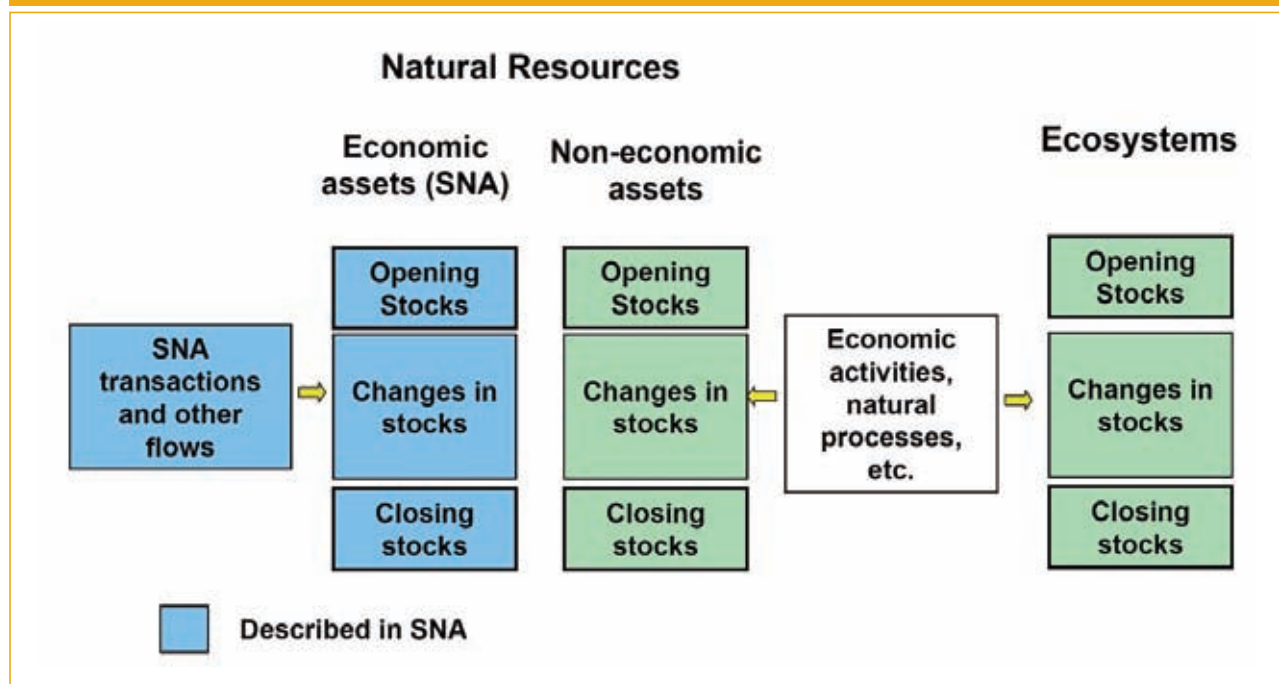 Natural Resources
Economic
assets (SNA)
Non-economic
assets
Ecosystems
SNA
transactions
and other
flows
Opening
Stocks
Changes in
stocks
Closing
stocks
Opening
Stocks
Changes in
stocks
Closing
stocks
Economic
activities,
natural
processes,
etc.
Opening
Stocks
Changes in
stocks
Closing
stocks
Described in SNA